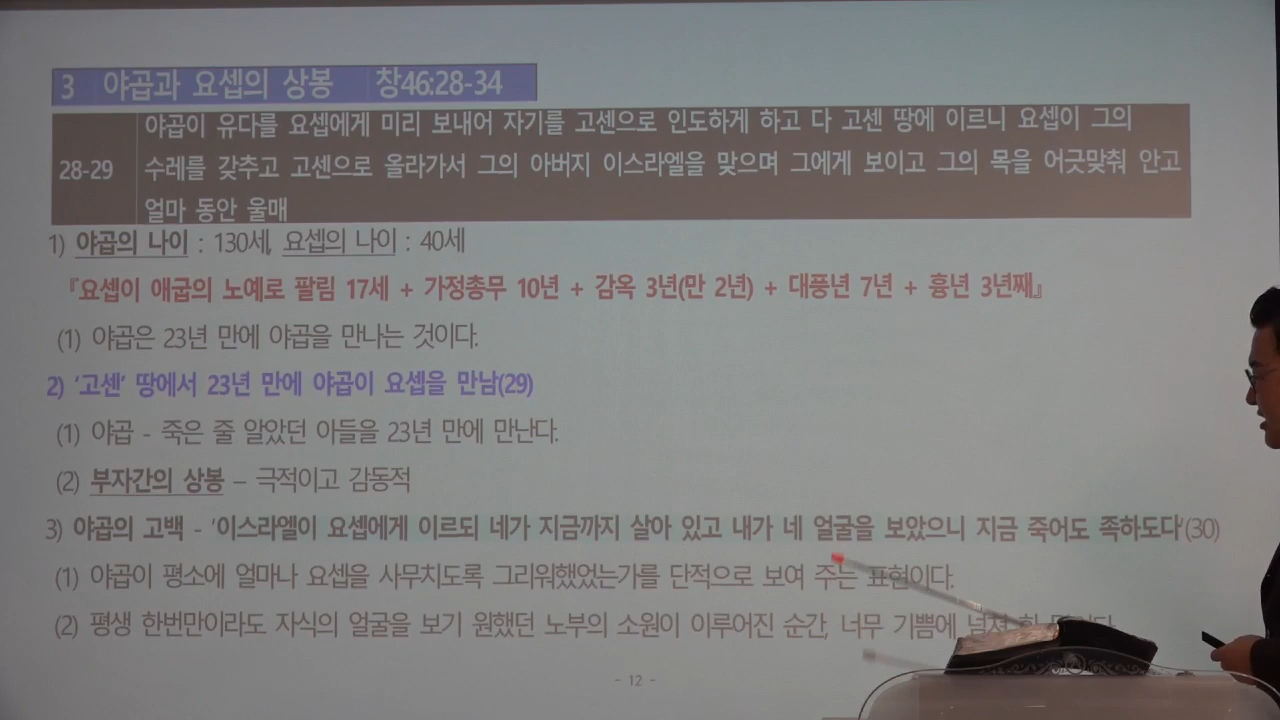 3 야곱과 요셉의 상봉 창46:28-34
야곱이 유다를 요셉에게 미리 보내어 자기를 고센으로 인도하게 하고 다 고센 땅에 이르니 요셉이 그의
28-29 수레를 갖추고 고센으로 올라가서 그의 아버지 이스라엘을 맞으며 그에게 보이고 그의 목을 어긋맞춰 안고
얼마 동안 울매
1) 야곱의 나이 : 130세, 요셉의 나이 : 40세
『요셉이 애굽의 노예로 팔림 17세 + 가정총무 10년 + 감옥 3년(만 2년) + 대풍년 7년 + 흉년 3년째』
(1) 야곱은 23년 만에 야곱을 만나는 것이다.
2) '고센' 땅에서 23년 만에 야곱이 요셉을 만남(29)
(1) 야곱 - 죽은 줄 알았던 아들을 23년 만에 만난다.
(2) 부자간의 상봉 – 극적이고 감동적
3) 야곱의 고백 - '이스라엘이 요셉에게 이르되 네가 지금까지 살아 있고 내가 네 얼굴을 보았으니 지금 죽어도 족하도다'(30)
(1) 야곱이 평소에 얼마나 요셉을 사무치도록 그리워했었는가를 단적으로 보여 주는 표현이다.
(2) 평생 한번만이라도 자식의 얼굴을 보기 원했던 노부의 소원이 이루어진 순간, 너무 기쁨에
- 12 -